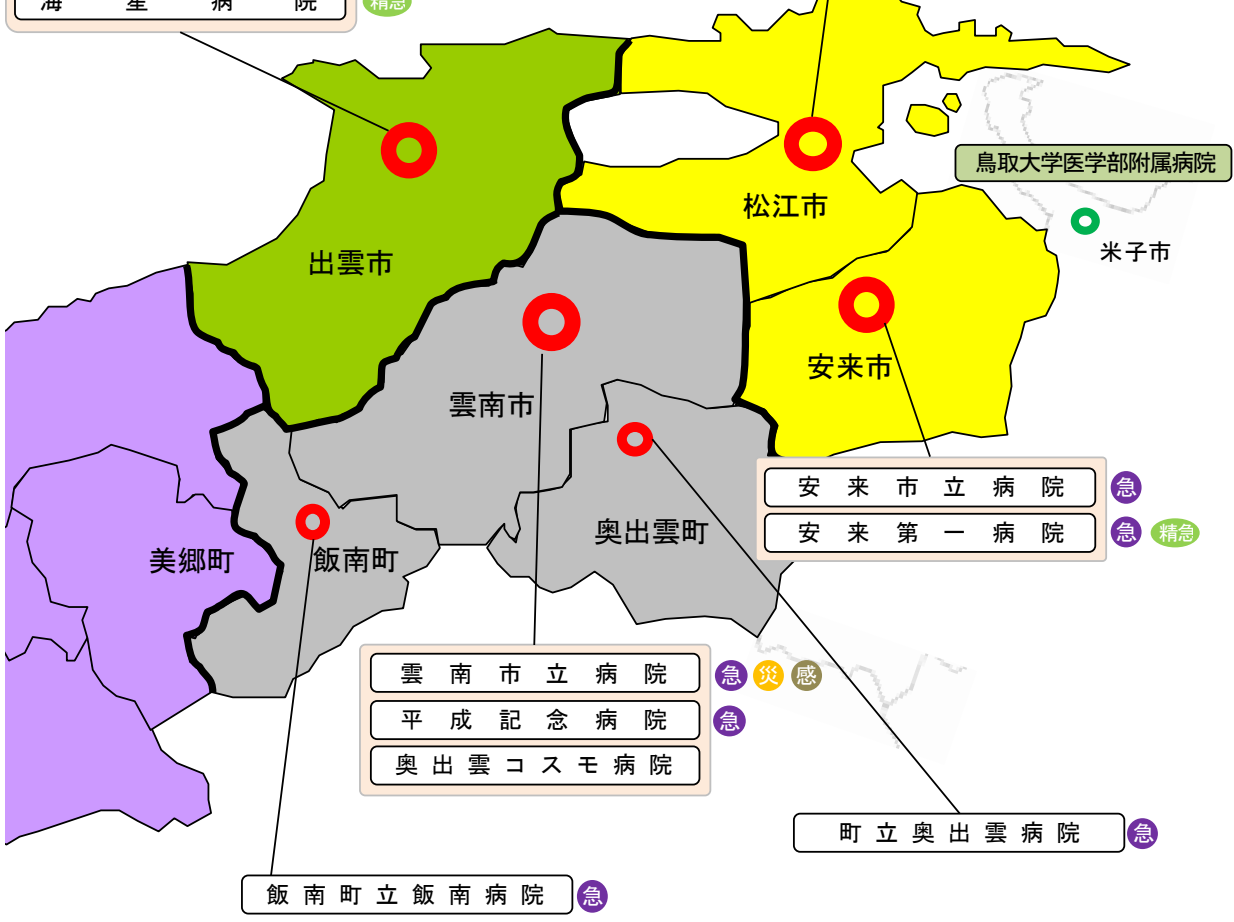 海星病院 精急
鳥取大学医学部附属病院
松江市
米子市
出雲市
安来市
雲南市
安来市立病院 急
奥出雲町
安来第一病院 急 精急
美郷町
飯南町
雲南市立病院 急 災 感
平成記念病院 急
奥出雲コスモ病院
町立奥出雲病院 急
飯南町立飯南病院 急